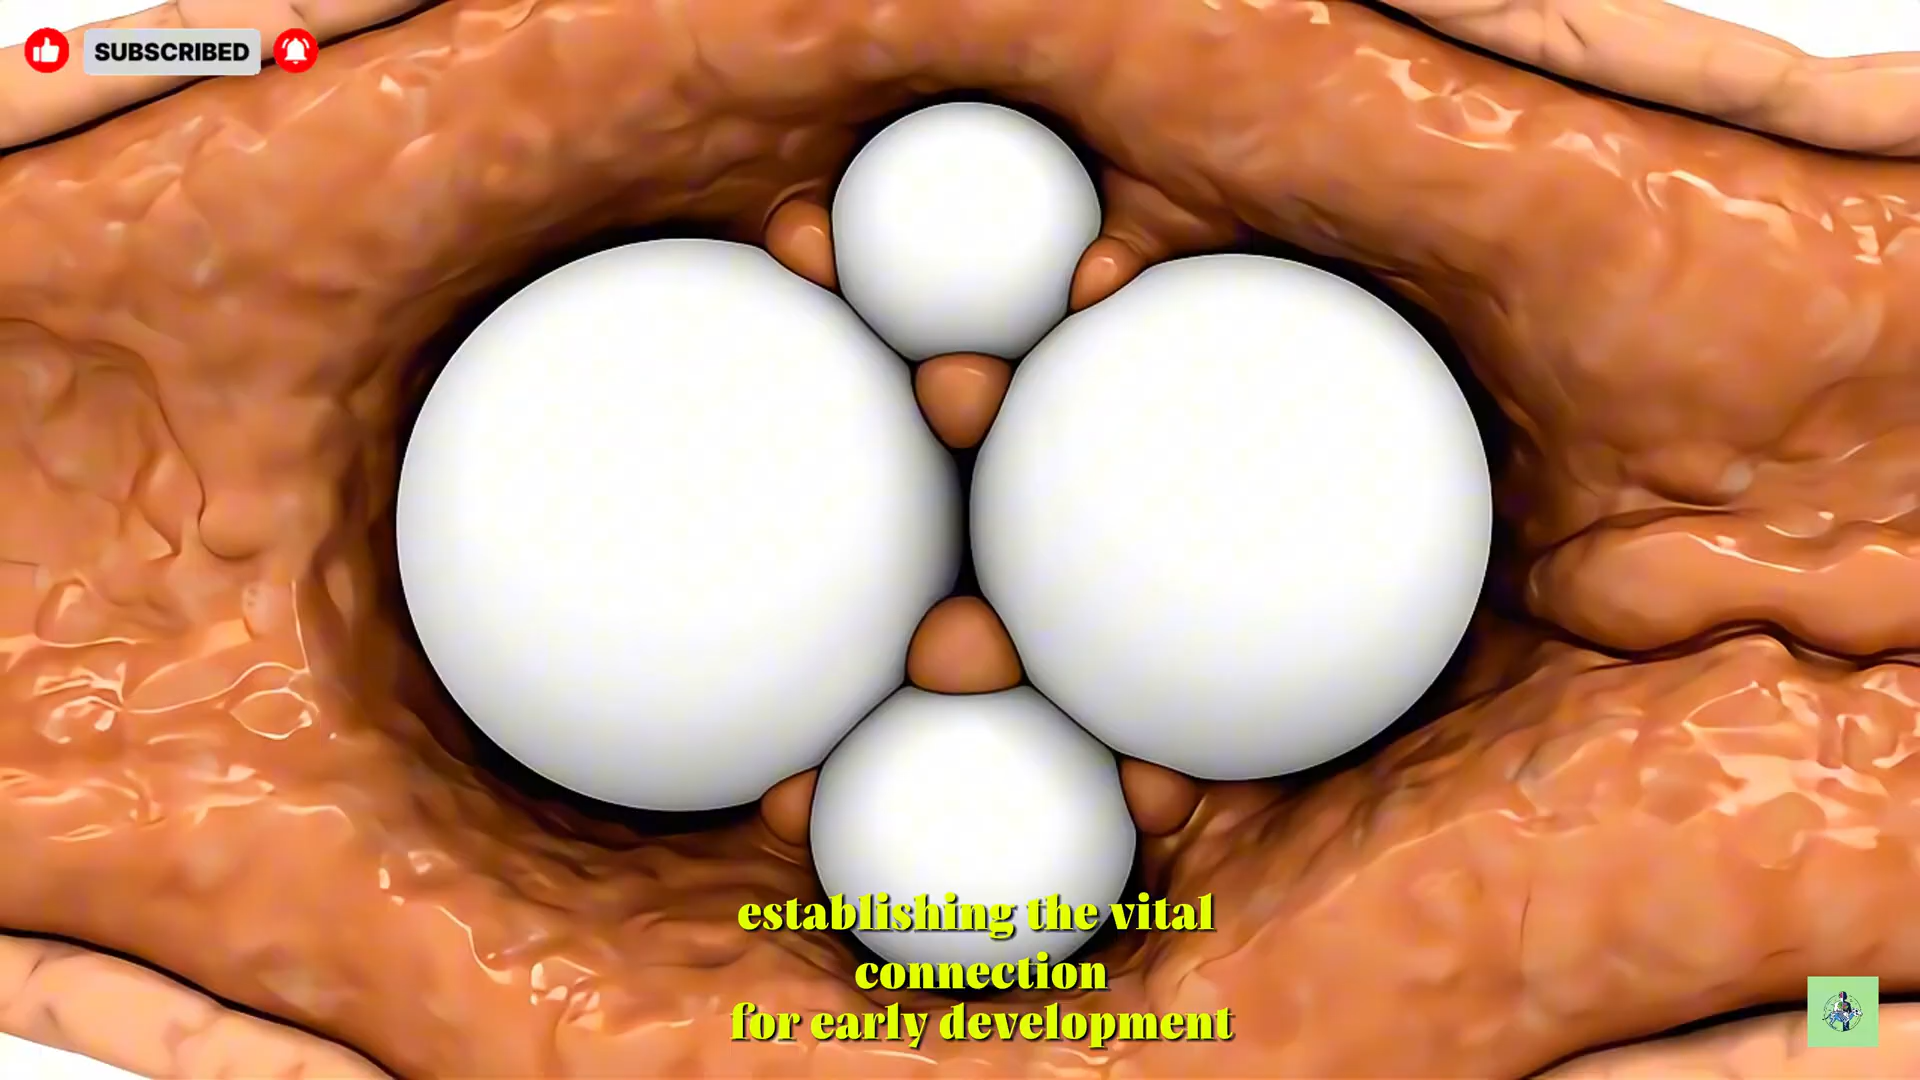 SUBSCRIBED
establishing the vital
connection
for early development